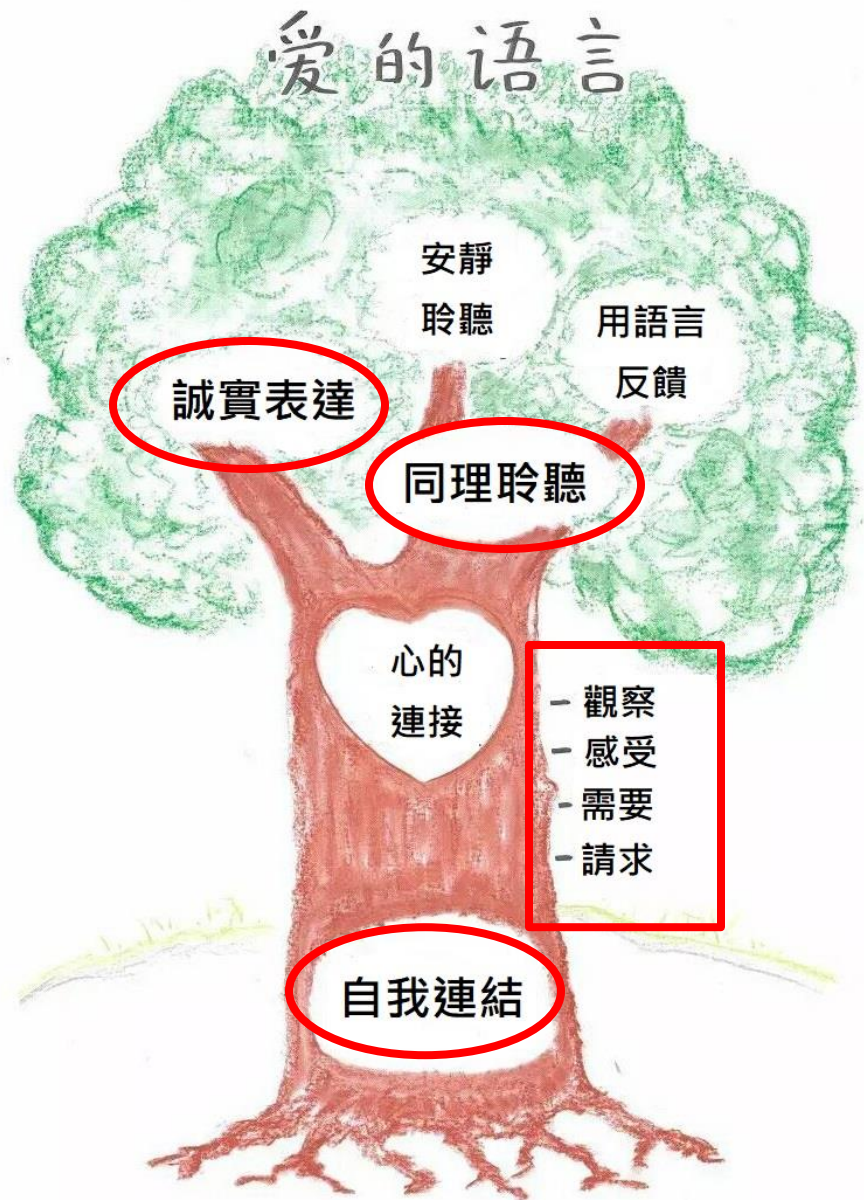 爱的语言
安靜
聆聽
用語言
反饋
誠實表達
同理聆聽
心的
連接
- 觀察
- 感受
- 需要
- 請求
自我連結